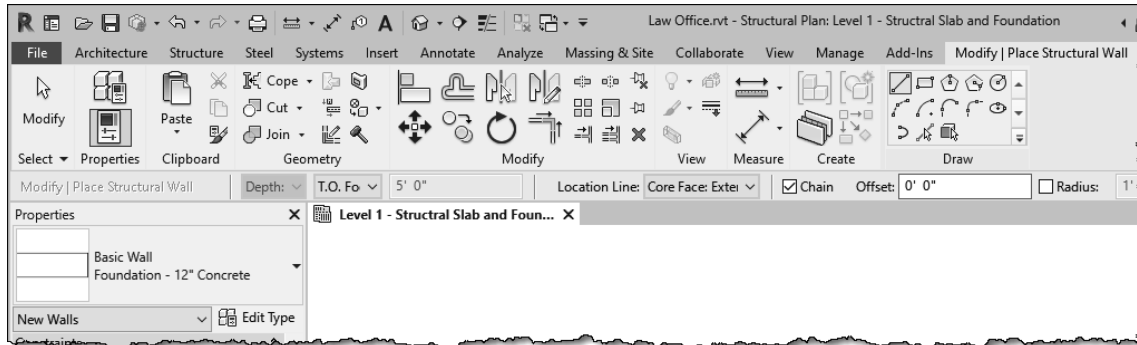 Law Office.rvt - Structural Plan: Level 1 - Structral Slab and Foundation
File Architecture Structure Steel Systems Insert Annotate Analyze Massing & Site Collaborate View Manage Add-Ins Modify | Place Structural Wall
Modify Paste Cope
Cut
Join
Select Properties Clipboard Geometry Modify View Measure Create Draw
Modify | Place Structural Wall Depth: T.O. Fo 5' 0" Location Line: Core Face: Exter Chain Offset: 0' 0" Radius: 1'
Properties Level 1 - Structral Slab and Foun...
Basic Wall
Foundation - 12" Concrete
New Walls Edit Type